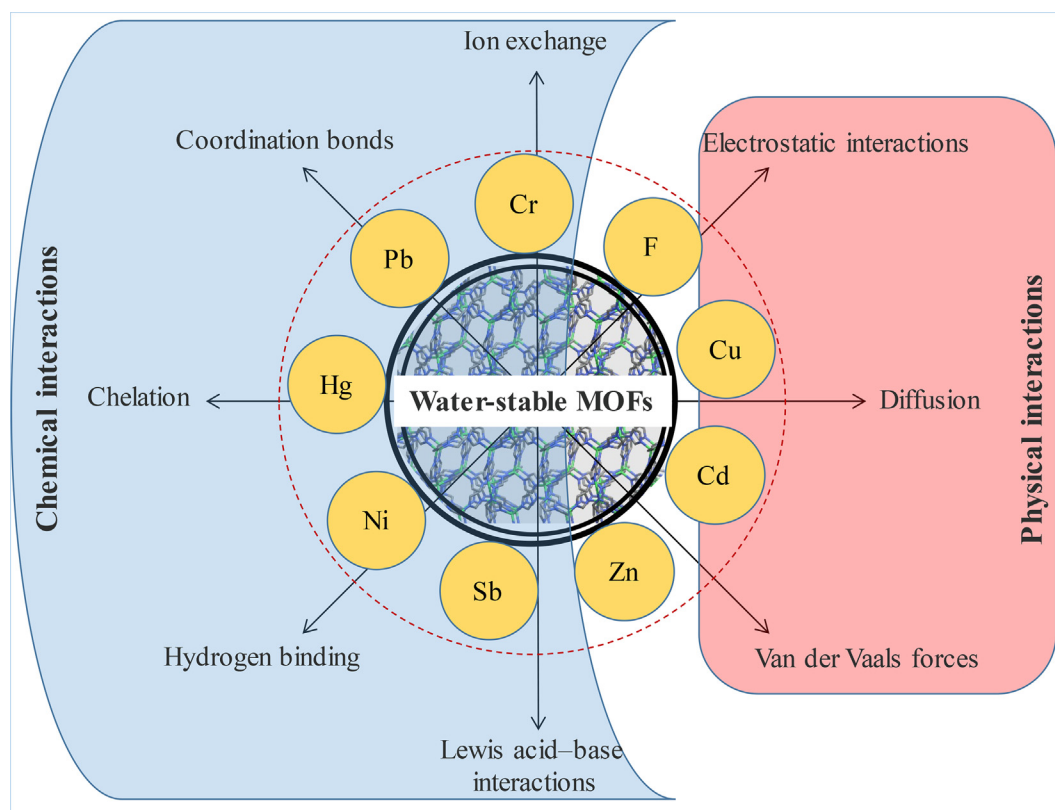 Ion exchange
Coordination bonds
Electrostatic interactions
Cr
F
Pb
Cu
Hg
Chemical interactions
Chelation
Water-stable MOFs
Diffusion
Physical interactions
Cd
Ni
Zn
Sb
Hydrogen binding
Van der Vaals forces
Lewis acid–base
interactions